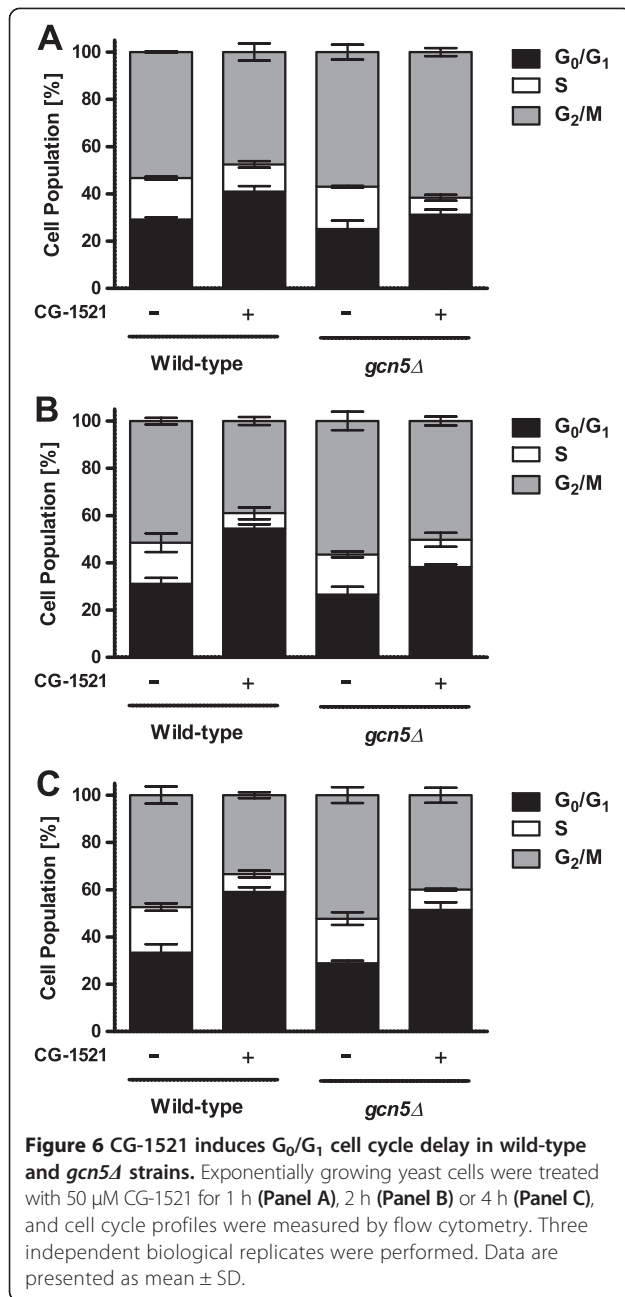 A
Cell Population [%]
100
80
60
40
20
0
G₀/G₁
S
G₂/M
CG-1521
- + - +
Wild-type gcn5Δ
B
Cell Population [%]
100
80
60
40
20
0
G₀/G₁
S
G₂/M
CG-1521
- + - +
Wild-type gcn5Δ
C
Cell Population [%]
100
80
60
40
20
0
G₀/G₁
S
G₂/M
CG-1521
- + - +
Wild-type gcn5Δ
Figure 6 CG-1521 induces G₀/G₁ cell cycle delay in wild-type
and gcn5Δ strains. Exponentially growing yeast cells were treated
with 50 μM CG-1521 for 1 h (Panel A), 2 h (Panel B) or 4 h (Panel C),
and cell cycle profiles were measured by flow cytometry. Three
independent biological replicates were performed. Data are
presented as mean ± SD.